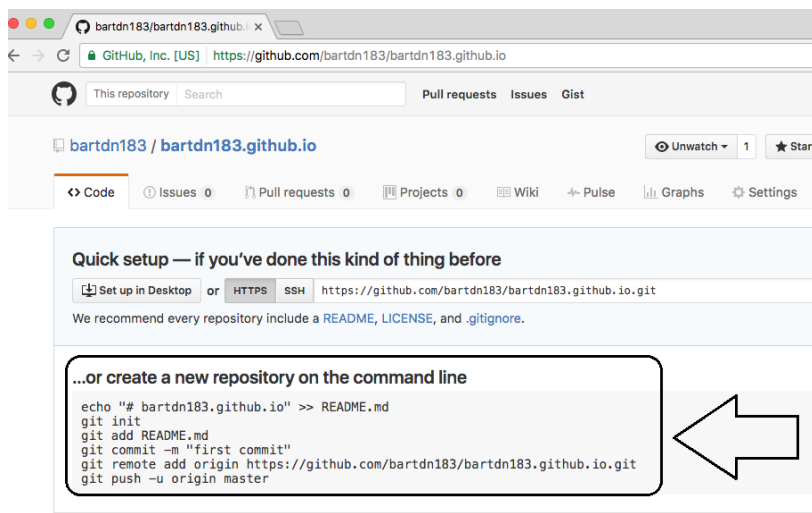 bartdn183/bartdn183.github.i
GitHub, Inc. [US] https://github.com/bartdn183/bartdn183.github.io
This repository Search Pull requests Issues Gist
bartdn183 / bartdn183.github.io Unwatch 1 Star
Code Issues 0 Pull requests 0 Projects 0 Wiki Pulse Graphs Settings
Quick setup — if you've done this kind of thing before
Set up in Desktop or HTTPS SSH https://github.com/bartdn183/bartdn183.github.io.git
We recommend every repository include a README, LICENSE, and .gitignore.
...or create a new repository on the command line
echo "# bartdn183.github.io" >> README.md
git init
git add README.md
git commit -m "first commit"
git remote add origin https://github.com/bartdn183/bartdn183.github.io.git
git push -u origin master